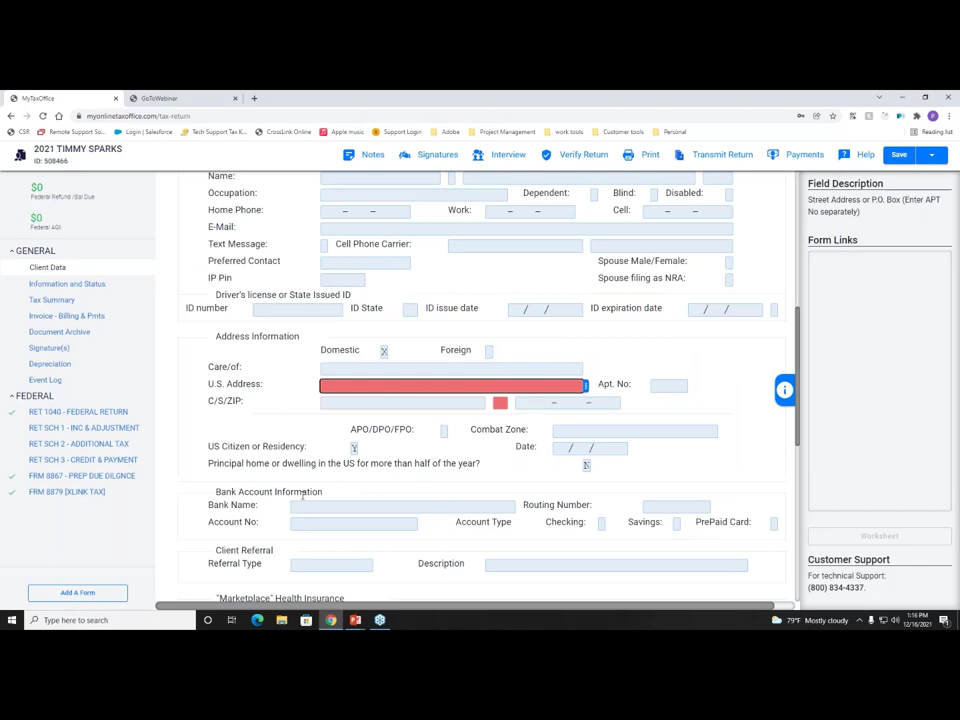 MyTaxOffice
GoToWebinar
myonlinetaxoffice.com/tax-return
CSR
Remote Support So...
Login | Salesforce
Tech Support Tax K...
CrossLink Online
Apple music
Support Login
Adobe
Project Management
work tools
Customer tools
Personal
Reading list
2021 TIMMY SPARKS
ID: 508466
Notes
Signatures
Interview
Verify Return
Print
Transmit Return
Payments
Help
Save
$0
Federal Refund /Bal Due
$0
Federal AGI
GENERAL
Client Data
Information and Status
Tax Summary
Invoice - Billing & Pmts
Document Archive
Signature(s)
Depreciation
Event Log
FEDERAL
RET 1040 - FEDERAL RETURN
RET SCH 1 - INC & ADJUSTMENT
RET SCH 2 - ADDITIONAL TAX
RET SCH 3 - CREDIT & PAYMENT
FRM 8867 - PREP DUE DILGNCE
FRM 8879 [XLINK TAX]
Add A Form
Name:
Occupation: Dependent: Blind: Disabled:
Home Phone: – – Work: – – Cell: – –
E-Mail:
Text Message: Cell Phone Carrier:
Preferred Contact Spouse Male/Female:
IP Pin Spouse filing as NRA:
Driver's license or State Issued ID
ID number ID State ID issue date / / ID expiration date / /
Address Information
Domestic X Foreign
Care/of:
U.S. Address: Apt. No:
C/S/ZIP: – –
APO/DPO/FPO: Combat Zone:
US Citizen or Residency: Y Date: / /
Principal home or dwelling in the US for more than half of the year? N
Bank Account Information
Bank Name: Routing Number:
Account No: Account Type Checking: Savings: PrePaid Card:
Client Referral
Referral Type Description
"Marketplace" Health Insurance
Field Description
Street Address or P.O. Box (Enter APT
No separately)
Form Links
Worksheet
Customer Support
For technical Support:
(800) 834-4337.
Type here to search
79°F Mostly cloudy
1:16 PM
12/16/2021